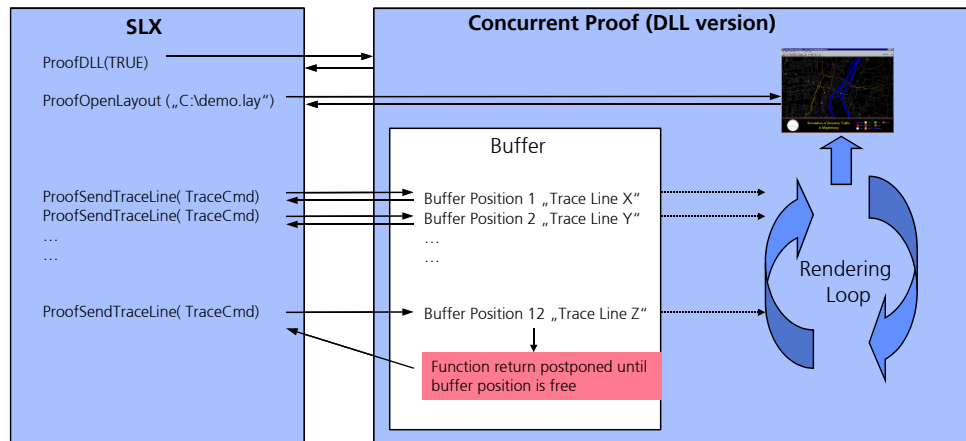 SLX
Concurrent Proof (DLL version)
ProofDLL(TRUE)
ProofOpenLayout („C:\demo.lay“)
Buffer
ProofSendTraceLine( TraceCmd)
Buffer Position 1 „Trace Line X“
ProofSendTraceLine( TraceCmd)
Buffer Position 2 „Trace Line Y“
…
…
…
…
Rendering
Loop
ProofSendTraceLine( TraceCmd)
Buffer Position 12 „Trace Line Z“
Function return postponed until
buffer position is free